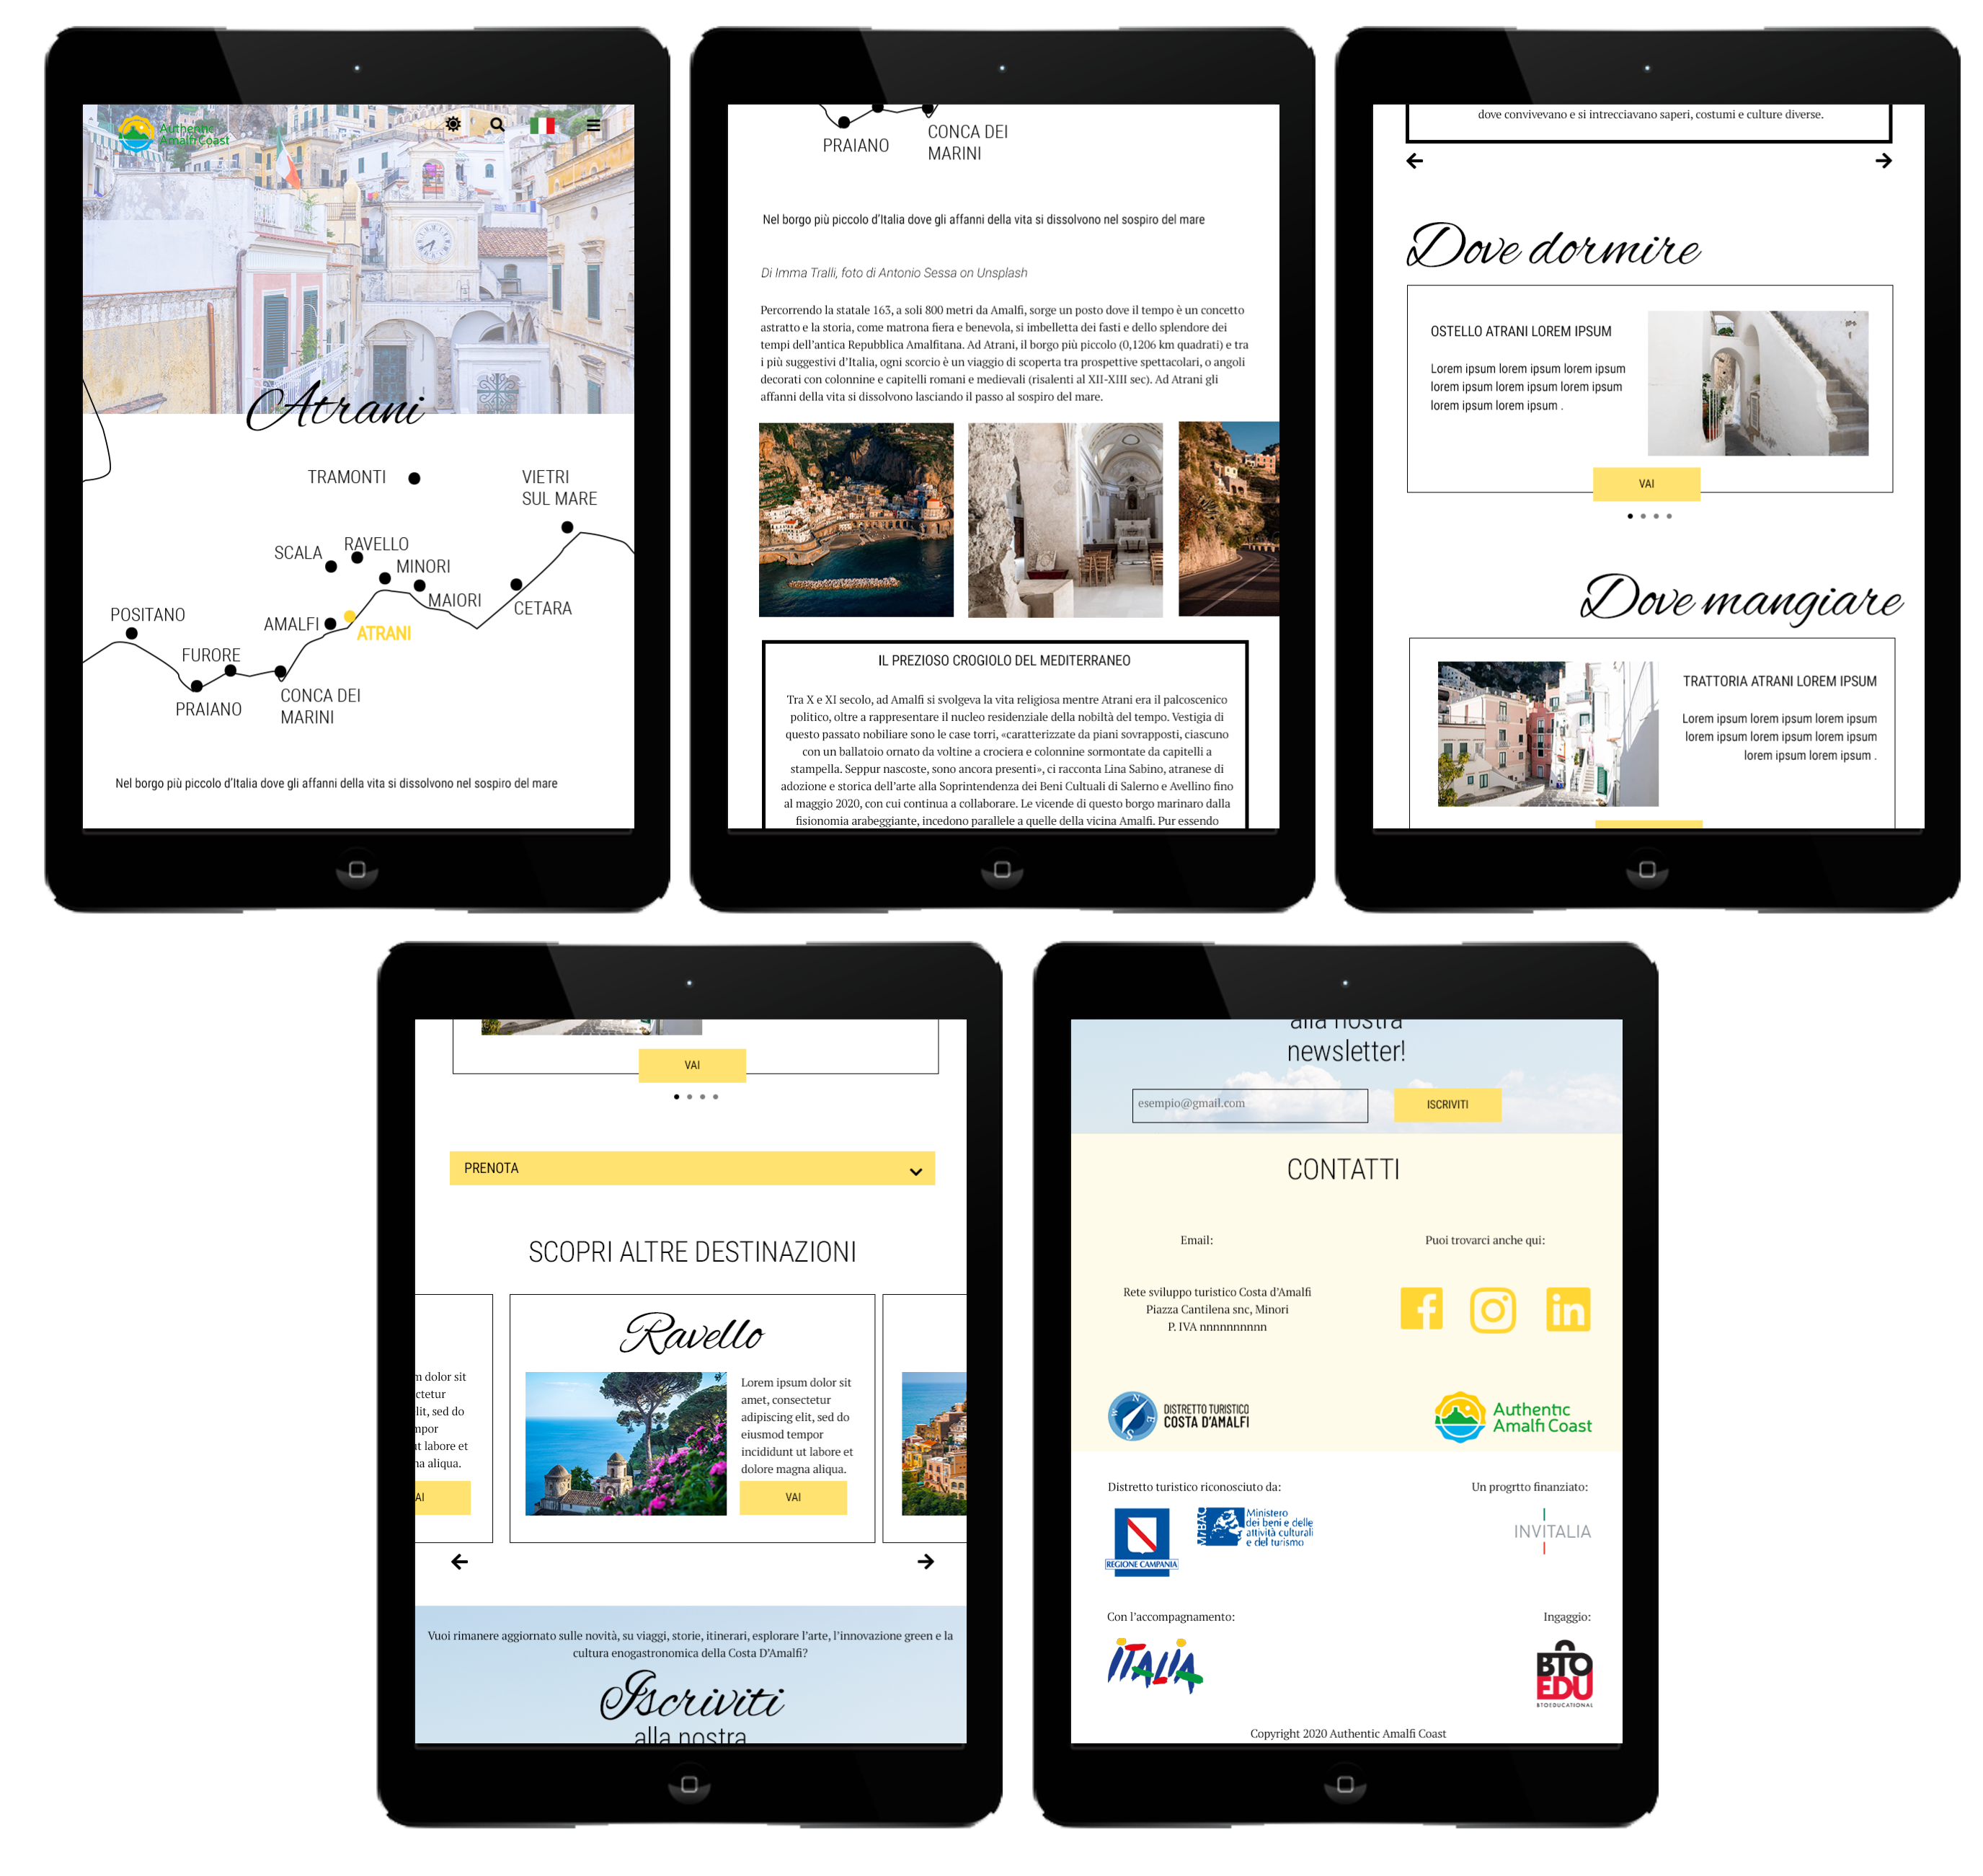 Authentic
Amalfi Coast
Atrani
TRAMONTI
VIETRI
SUL MARE
SCALA
RAVELLO
MINORI
MAIORI
CETARA
POSITANO
AMALFI
ATRANI
FURORE
PRAIANO
CONCA DEI
MARINI
Nel borgo più piccolo d'Italia dove gli affanni della vita si dissolvono nel sospiro del mare
PRAIANO
CONCA DEI
MARINI
Nel borgo più piccolo d'Italia dove gli affanni della vita si dissolvono nel sospiro del mare
Di Imma Tralli, foto di Antonio Sessa on Unsplash
Percorrendo la statale 163, a soli 800 metri da Amalfi, sorge un posto dove il tempo è un concetto
astratto e la storia, come matrona fiera e benevola, si imbelletta dei fasti e dello splendore dei
tempi dell'antica Repubblica Amalfitana. Ad Atrani, il borgo più piccolo (0,1206 km quadrati) e tra
i più suggestivi d'Italia, ogni scorcio è un viaggio di scoperta tra prospettive spettacolari, o angoli
decorati con colonnine e capitelli romani e medievali (risalenti al XII-XIII sec). Ad Atrani gli
affanni della vita si dissolvono lasciando il passo al sospiro del mare.
IL PREZIOSO CROGIOLO DEL MEDITERRANEO
Tra X e XI secolo, ad Amalfi si svolgeva la vita religiosa mentre Atrani era il palcoscenico
politico, oltre a rappresentare il nucleo residenziale della nobiltà del tempo. Vestigia di
questo passato nobiliare sono le case torri, «caratterizzate da piani sovrapposti, ciascuno
con un ballatoio ornato da voltine a crociera e colonnine sormontate da capitelli a
stampella. Seppur nascoste, sono ancora presenti», ci racconta Lina Sabino, atranese di
adozione e storica dell'arte alla Soprintendenza dei Beni Cultuali di Salerno e Avellino fino
al maggio 2020, con cui continua a collaborare. Le vicende di questo borgo marinaro dalla
fisionomia arabeggiante, incedono parallele a quelle della vicina Amalfi. Pur essendo
dove convivevano e si intrecciavano saperi, costumi e culture diverse.
Dove dormire
OSTELLO ATRANI LOREM IPSUM
Lorem ipsum lorem ipsum lorem ipsum
lorem ipsum lorem ipsum lorem ipsum
lorem ipsum lorem ipsum .
VAI
Dove mangiare
TRATTORIA ATRANI LOREM IPSUM
Lorem ipsum lorem ipsum lorem ipsum
lorem ipsum lorem ipsum lorem ipsum
lorem ipsum lorem ipsum .
VAI
PRENOTA
SCOPRI ALTRE DESTINAZIONI
dolor sit
lit, sed do
labore et
aliqua.
Ravello
Lorem ipsum dolor sit
amet, consectetur
adipiscing elit, sed do
eiusmod tempor
incididunt ut labore et
dolore magna aliqua.
VAI
Vuoi rimanere aggiornato sulle novità, su viaggi, storie, itinerari, esplorare l'arte, l'innovazione green e la
cultura enogastronomica della Costa D'Amalfi?
Iscriviti
alla nostra
alla nostra
newsletter!
esempio@gmail.com
ISCRIVITI
CONTATTI
Email:
Puoi trovarci anche qui:
Rete sviluppo turistico Costa d'Amalfi
Piazza Cantilena snc, Minori
P. IVA nnnnnnnnnn
DISTRETTO TURISTICO
COSTA D'AMALFI
Authentic
Amalfi Coast
Distretto turistico riconosciuto da:
Un progrtto finanziato:
REGIONE CAMPANIA
MiBAC
Ministero
dei beni e delle
attività culturali
e del turismo
INVITALIA
Con l'accompagnamento:
Ingaggio:
ITALIA
BTO
EDU
BTOEDUCATIONAL
Copyright 2020 Authentic Amalfi Coast